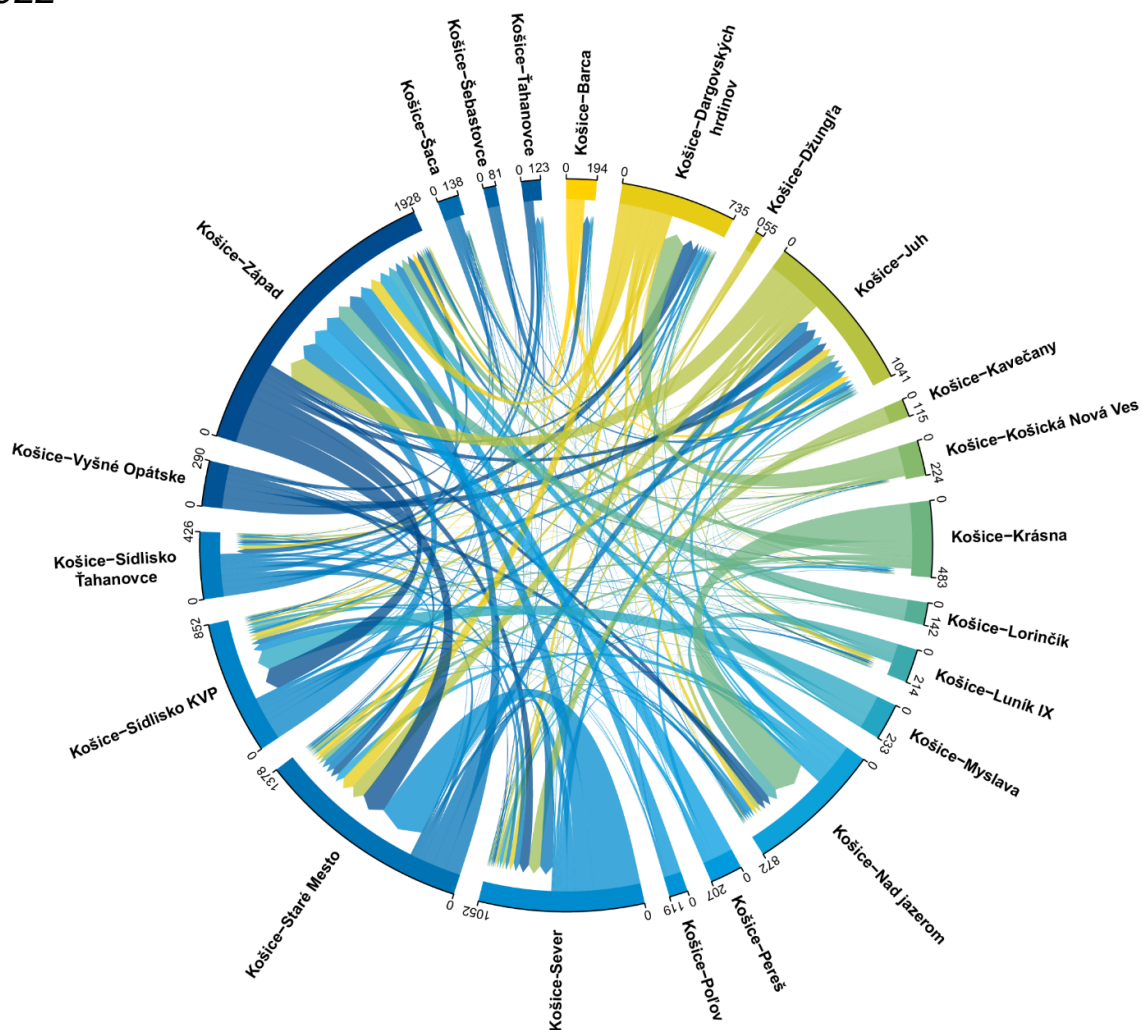 Košice−Barca
0
194
Košice−Dargovských
hrdinov
0
735
Košice−Džungľa
0
55
Košice−Juh
0
1041
Košice−Kavečany
0
115
Košice−Košická Nová Ves
0
224
Košice−Krásna
0
483
Košice−Lorinčík
0
142
Košice−Luník IX
0
214
Košice−Myslava
0
233
Košice−Nad jazerom
0
872
Košice−Pereš
0
207
Košice−Poľov
0
119
Košice-Sever
0
1052
Košice−Staré Mesto
0
1378
Košice−Sídlisko KVP
0
852
Košice−Sídlisko
Ťahanovce
0
426
Košice−Vyšné Opátske
0
290
Košice−Západ
0
1928
Košice−Šaca
0
138
Košice−Šebastovce
0
81
Košice−Ťahanovce
0
123